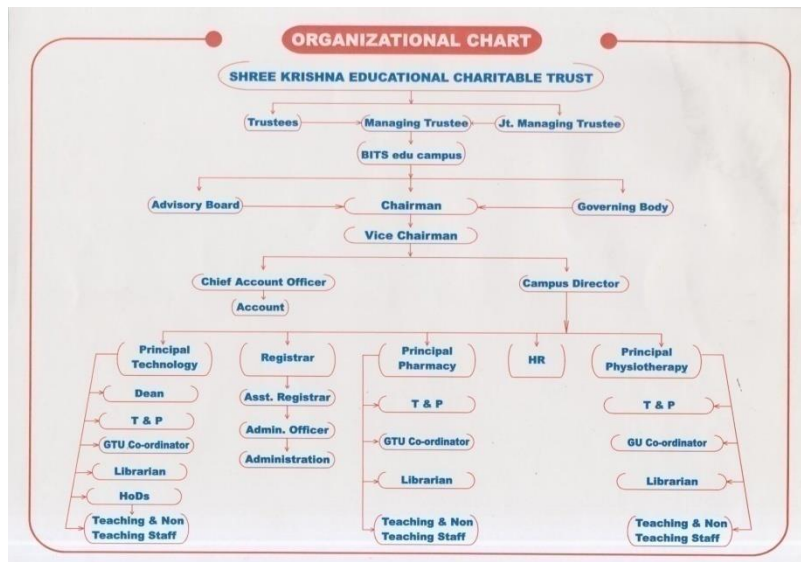 ORGANIZATIONAL CHART
SHREE KRISHNA EDUCATIONAL CHARITABLE TRUST
Trustees
Managing Trustee
Jt. Managing Trustee
BITS edu campus
Advisory Board
Chairman
Governing Body
Vice Chairman
Chief Account Officer
Campus Director
Account
Principal
Technology
Registrar
Principal
Pharmacy
HR
Principal
Physiotherapy
Dean
T & P
GTU Co-ordinator
Librarian
HoDs
Teaching & Non
Teaching Staff
Asst. Registrar
Admin. Officer
Administration
T & P
GTU Co-ordinator
Librarian
Teaching & Non
Teaching Staff
T & P
GU Co-ordinator
Librarian
Teaching & Non
Teaching Staff